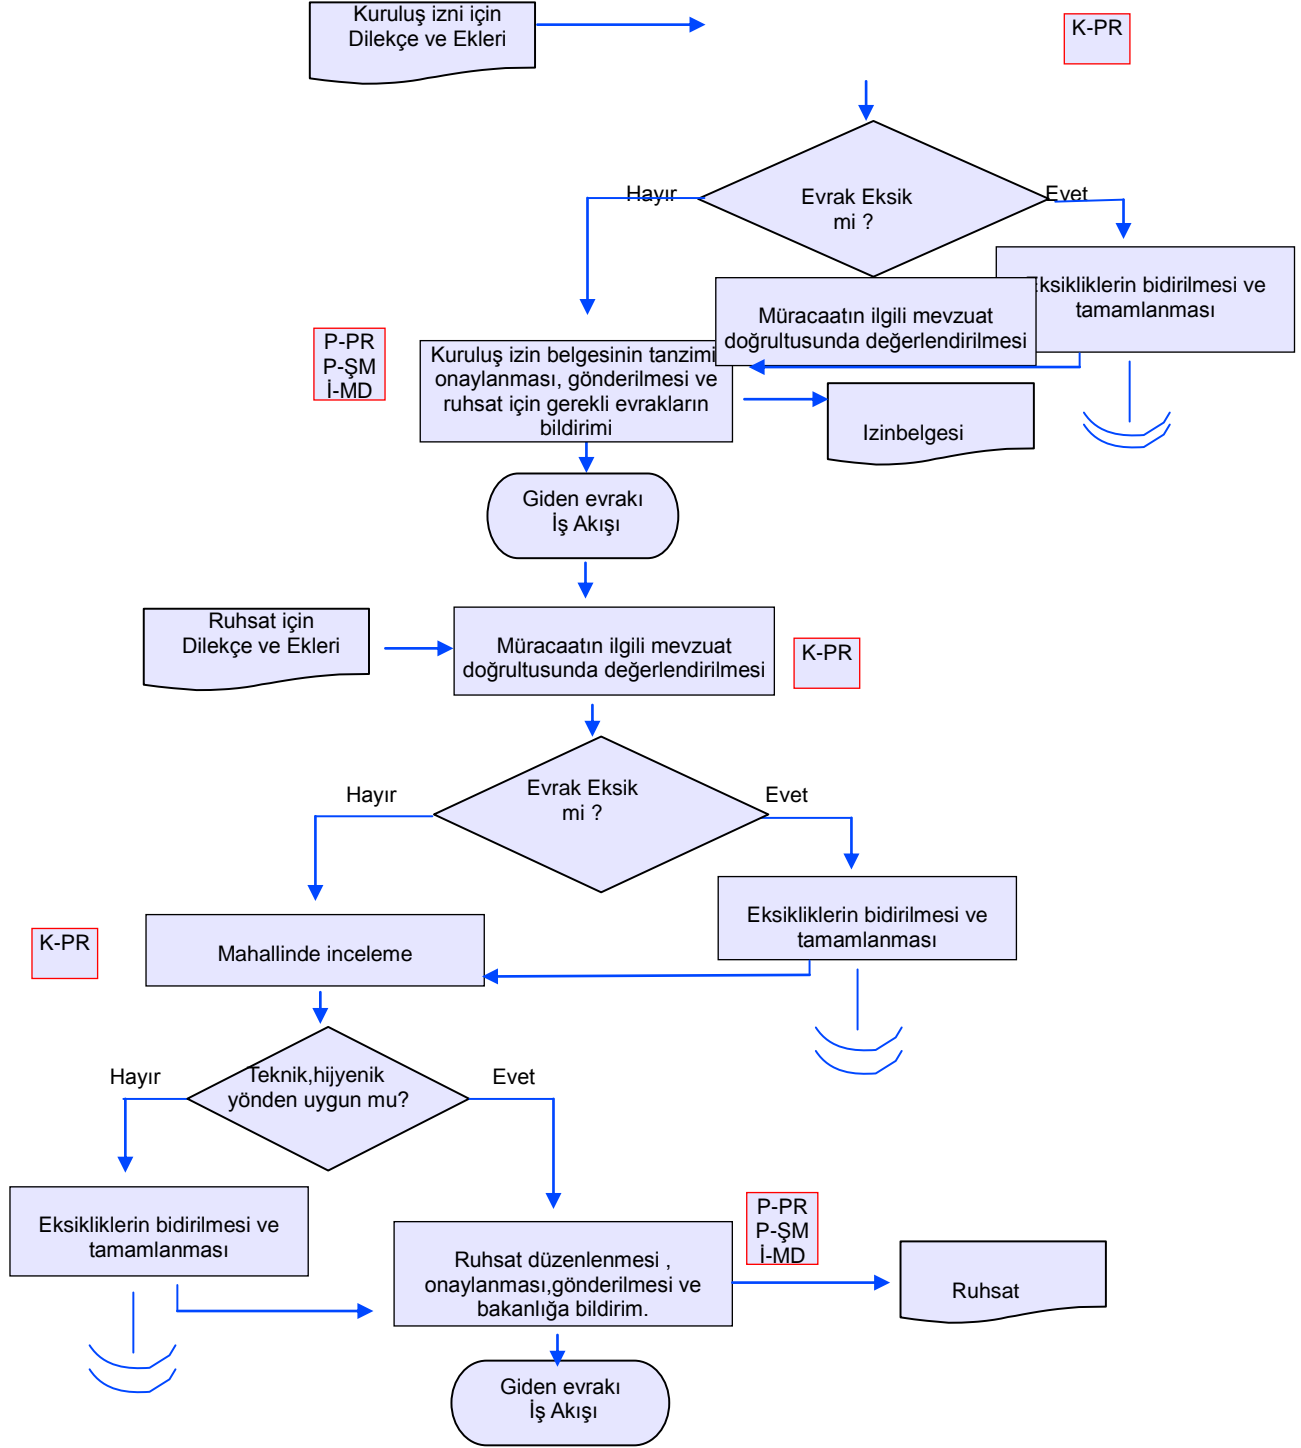 Kuruluş izni için
Dilekçe ve Ekleri
K-PR
Hayır
Evrak Eksik
mi ?
Evet
Eksikliklerin bidirilmesi ve
tamamlanması
Müracaatın ilgili mevzuat
doğrultusunda değerlendirilmesi
P-PR
P-ŞM
İ-MD
Kuruluş izin belgesinin tanzimi
onaylanması, gönderilmesi ve
ruhsat için gerekli evrakların
bildirimi
Izinbelgesi
Giden evrakı
İş Akışı
Ruhsat için
Dilekçe ve Ekleri
Müracaatın ilgili mevzuat
doğrultusunda değerlendirilmesi
K-PR
Hayır
Evrak Eksik
mi ?
Evet
Eksikliklerin bidirilmesi ve
tamamlanması
K-PR
Mahallinde inceleme
Hayır
Teknik,hijyenik
yönden uygun mu?
Evet
Eksikliklerin bidirilmesi ve
tamamlanması
P-PR
P-ŞM
İ-MD
Ruhsat düzenlenmesi ,
onaylanması,gönderilmesi ve
bakanlığa bildirim.
Ruhsat
Giden evrakı
İş Akışı